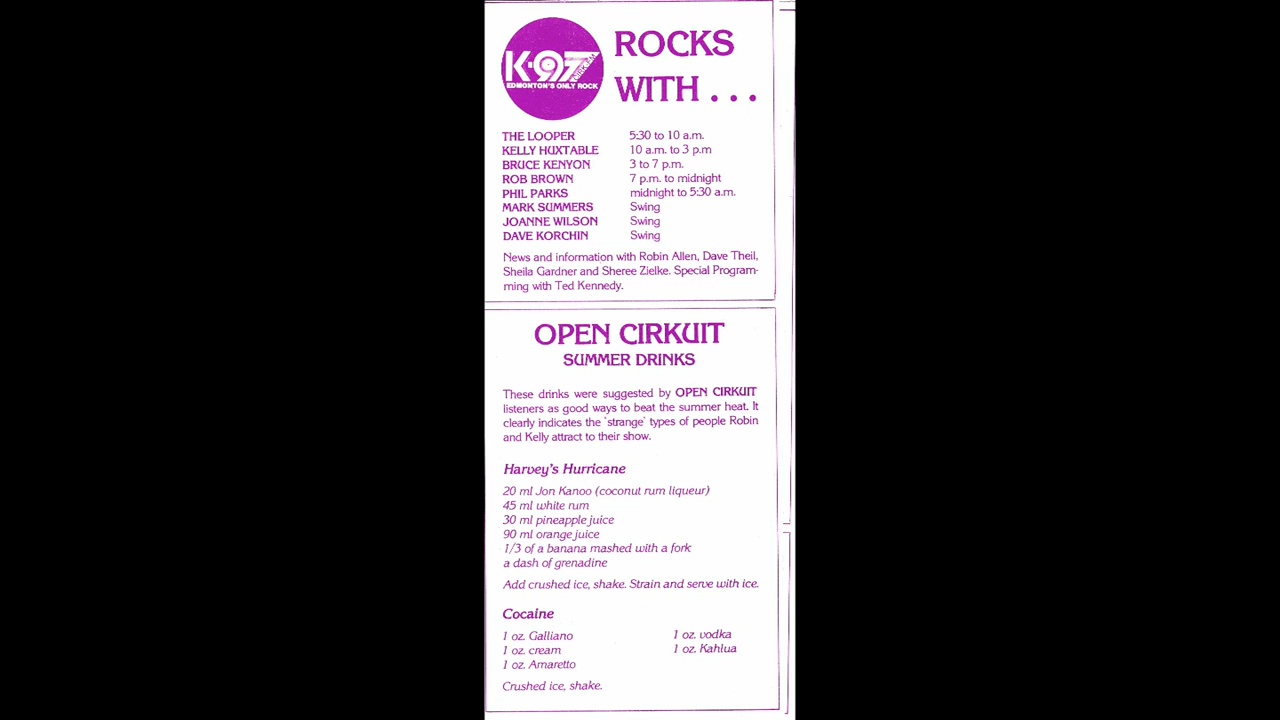 K-97
EDMONTON'S ONLY ROCK
ROCKS
WITH . . .
THE LOOPER 5:30 to 10 a.m.
KELLY HUXTABLE 10 a.m. to 3 p.m
BRUCE KENYON 3 to 7 p.m.
ROB BROWN 7 p.m. to midnight
PHIL PARKS midnight to 5:30 a.m.
MARK SUMMERS Swing
JOANNE WILSON Swing
DAVE KORCHIN Swing
News and information with Robin Allen, Dave Theil,
Sheila Gardner and Sheree Zielke. Special Program-
ming with Ted Kennedy.
OPEN CIRKUIT
SUMMER DRINKS
These drinks were suggested by OPEN CIRKUIT
listeners as good ways to beat the summer heat. It
clearly indicates the 'strange' types of people Robin
and Kelly attract to their show.
Harvey's Hurricane
20 ml Jon Kanoo (coconut rum liqueur)
45 ml white rum
30 ml pineapple juice
90 ml orange juice
1/3 of a banana mashed with a fork
a dash of grenadine
Add crushed ice, shake. Strain and serve with ice.
Cocaine
1 oz. Galliano 1 oz. vodka
1 oz. cream 1 oz. Kahlua
1 oz. Amaretto
Crushed ice, shake.